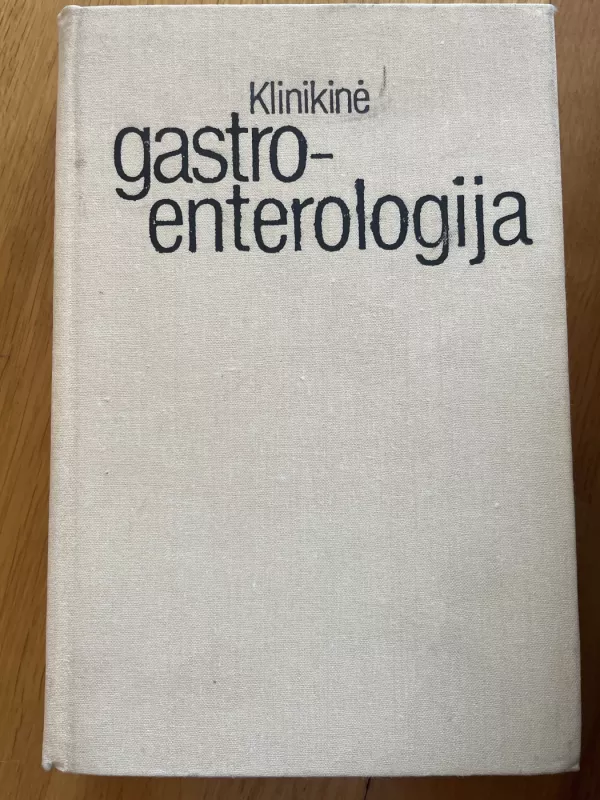 Klinikinė
gastro-
enterologija